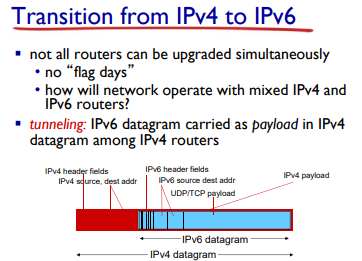 Transition from IPv4 to IPv6
▪ not all routers can be upgraded simultaneously
• no “flag days”
• how will network operate with mixed IPv4 and
IPv6 routers?
▪ tunneling: IPv6 datagram carried as payload in IPv4
datagram among IPv4 routers
IPv4 header fields
IPv6 header fields
IPv4 payload
IPv4 source, dest addr
IPv6 source dest addr
UDP/TCP payload
IPv6 datagram
IPv4 datagram